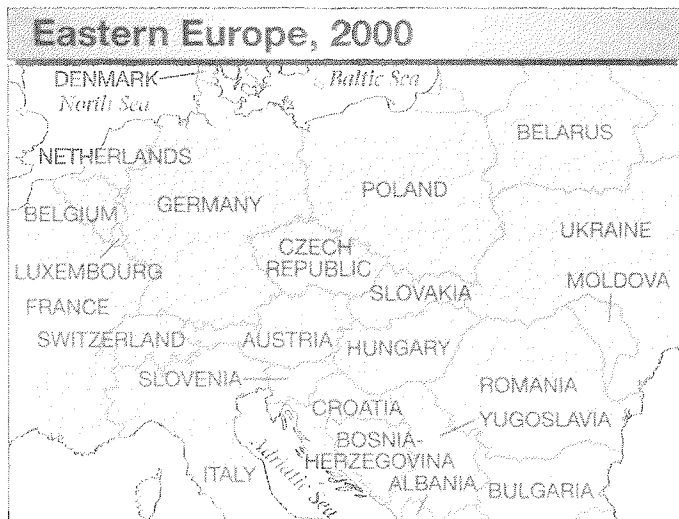 Eastern Europe, 2000
DENMARK
Baltic Sea
North Sea
BELARUS
NETHERLANDS
POLAND
BELGIUM
GERMANY
UKRAINE
CZECH
REPUBLIC
LUXEMBOURG
MOLDOVA
SLOVAKIA
FRANCE
SWITZERLAND
AUSTRIA
HUNGARY
SLOVENIA
ROMANIA
CROATIA
YUGOSLAVIA
BOSNIA-
HERZEGOVINA
Adriatic Sea
ITALY
ALBANIA
BULGARIA